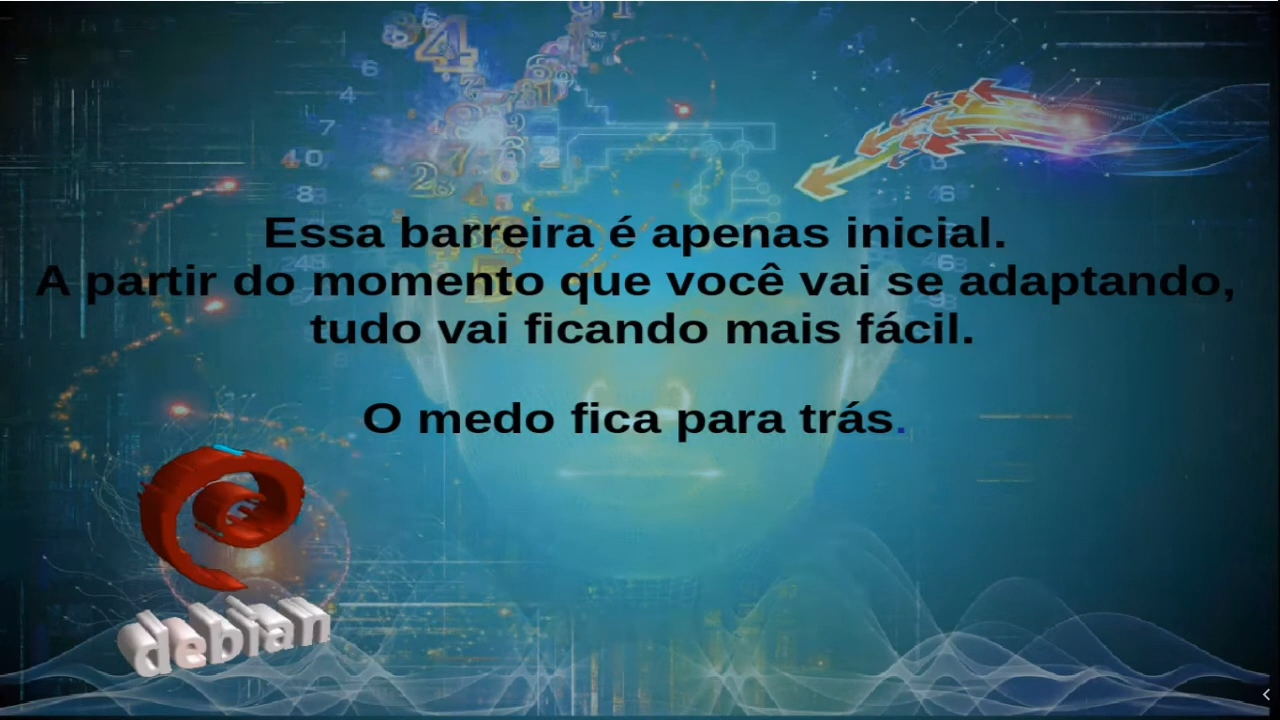 Essa barreira é apenas inicial.
A partir do momento que você vai se adaptando,
tudo vai ficando mais fácil.
O medo fica para trás.
debian